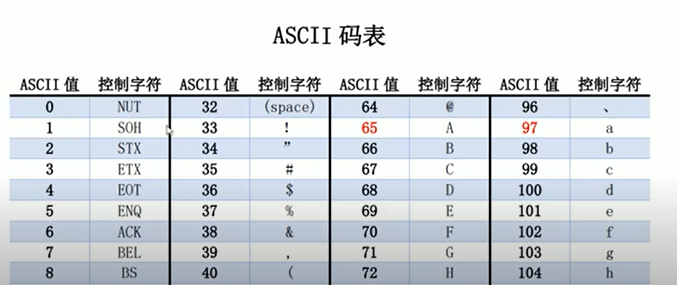 ASCII 码表
ASCII 值 控制字符 ASCII 值 控制字符 ASCII 值 控制字符 ASCII 值 控制字符
0 NUT 32 (space) 64 @ 96 、
1 SOH 33 ! 65 A 97 a
2 STX 34 ” 66 B 98 b
3 ETX 35 # 67 C 99 c
4 EOT 36 $ 68 D 100 d
5 ENQ 37 % 69 E 101 e
6 ACK 38 & 70 F 102 f
7 BEL 39 , 71 G 103 g
8 BS 40 ( 72 H 104 h